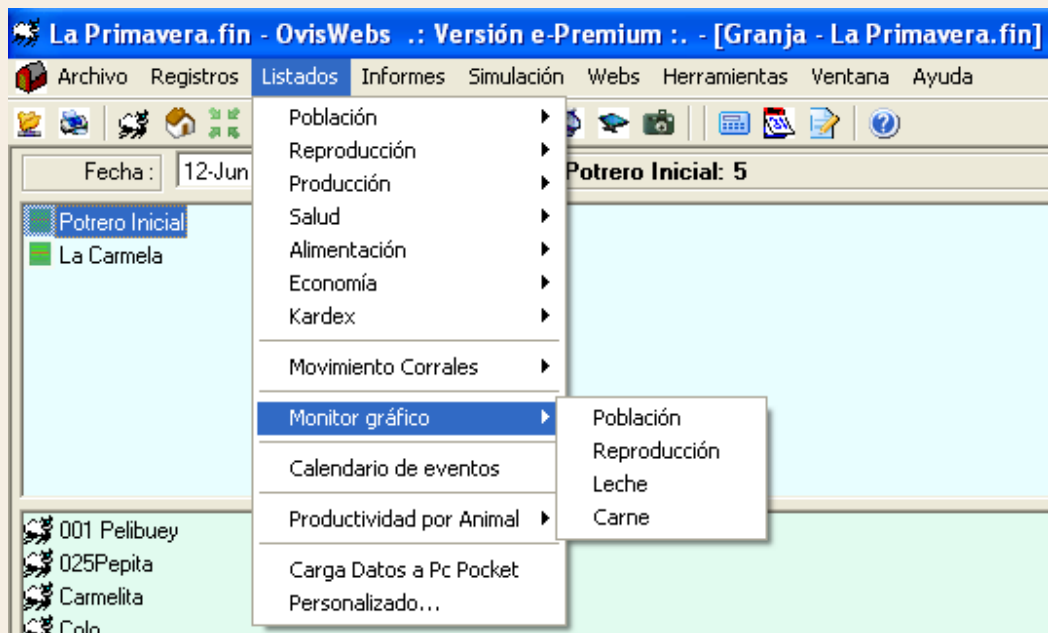 La Primavera.fin - OvisWebs .: Versión e-Premium :. - [Granja - La Primavera.fin]
Archivo Registros Listados Informes Simulación Webs Herramientas Ventana Ayuda
Fecha : 12-Jun
Potrero Inicial: 5
Potrero Inicial
La Carmela
001 Pelibuey
025Pepita
Carmelita
Colo
Población
Reproducción
Producción
Salud
Alimentación
Economía
Kardex
Movimiento Corrales
Monitor gráfico
Calendario de eventos
Productividad por Animal
Carga Datos a Pc Pocket
Personalizado...
Población
Reproducción
Leche
Carne